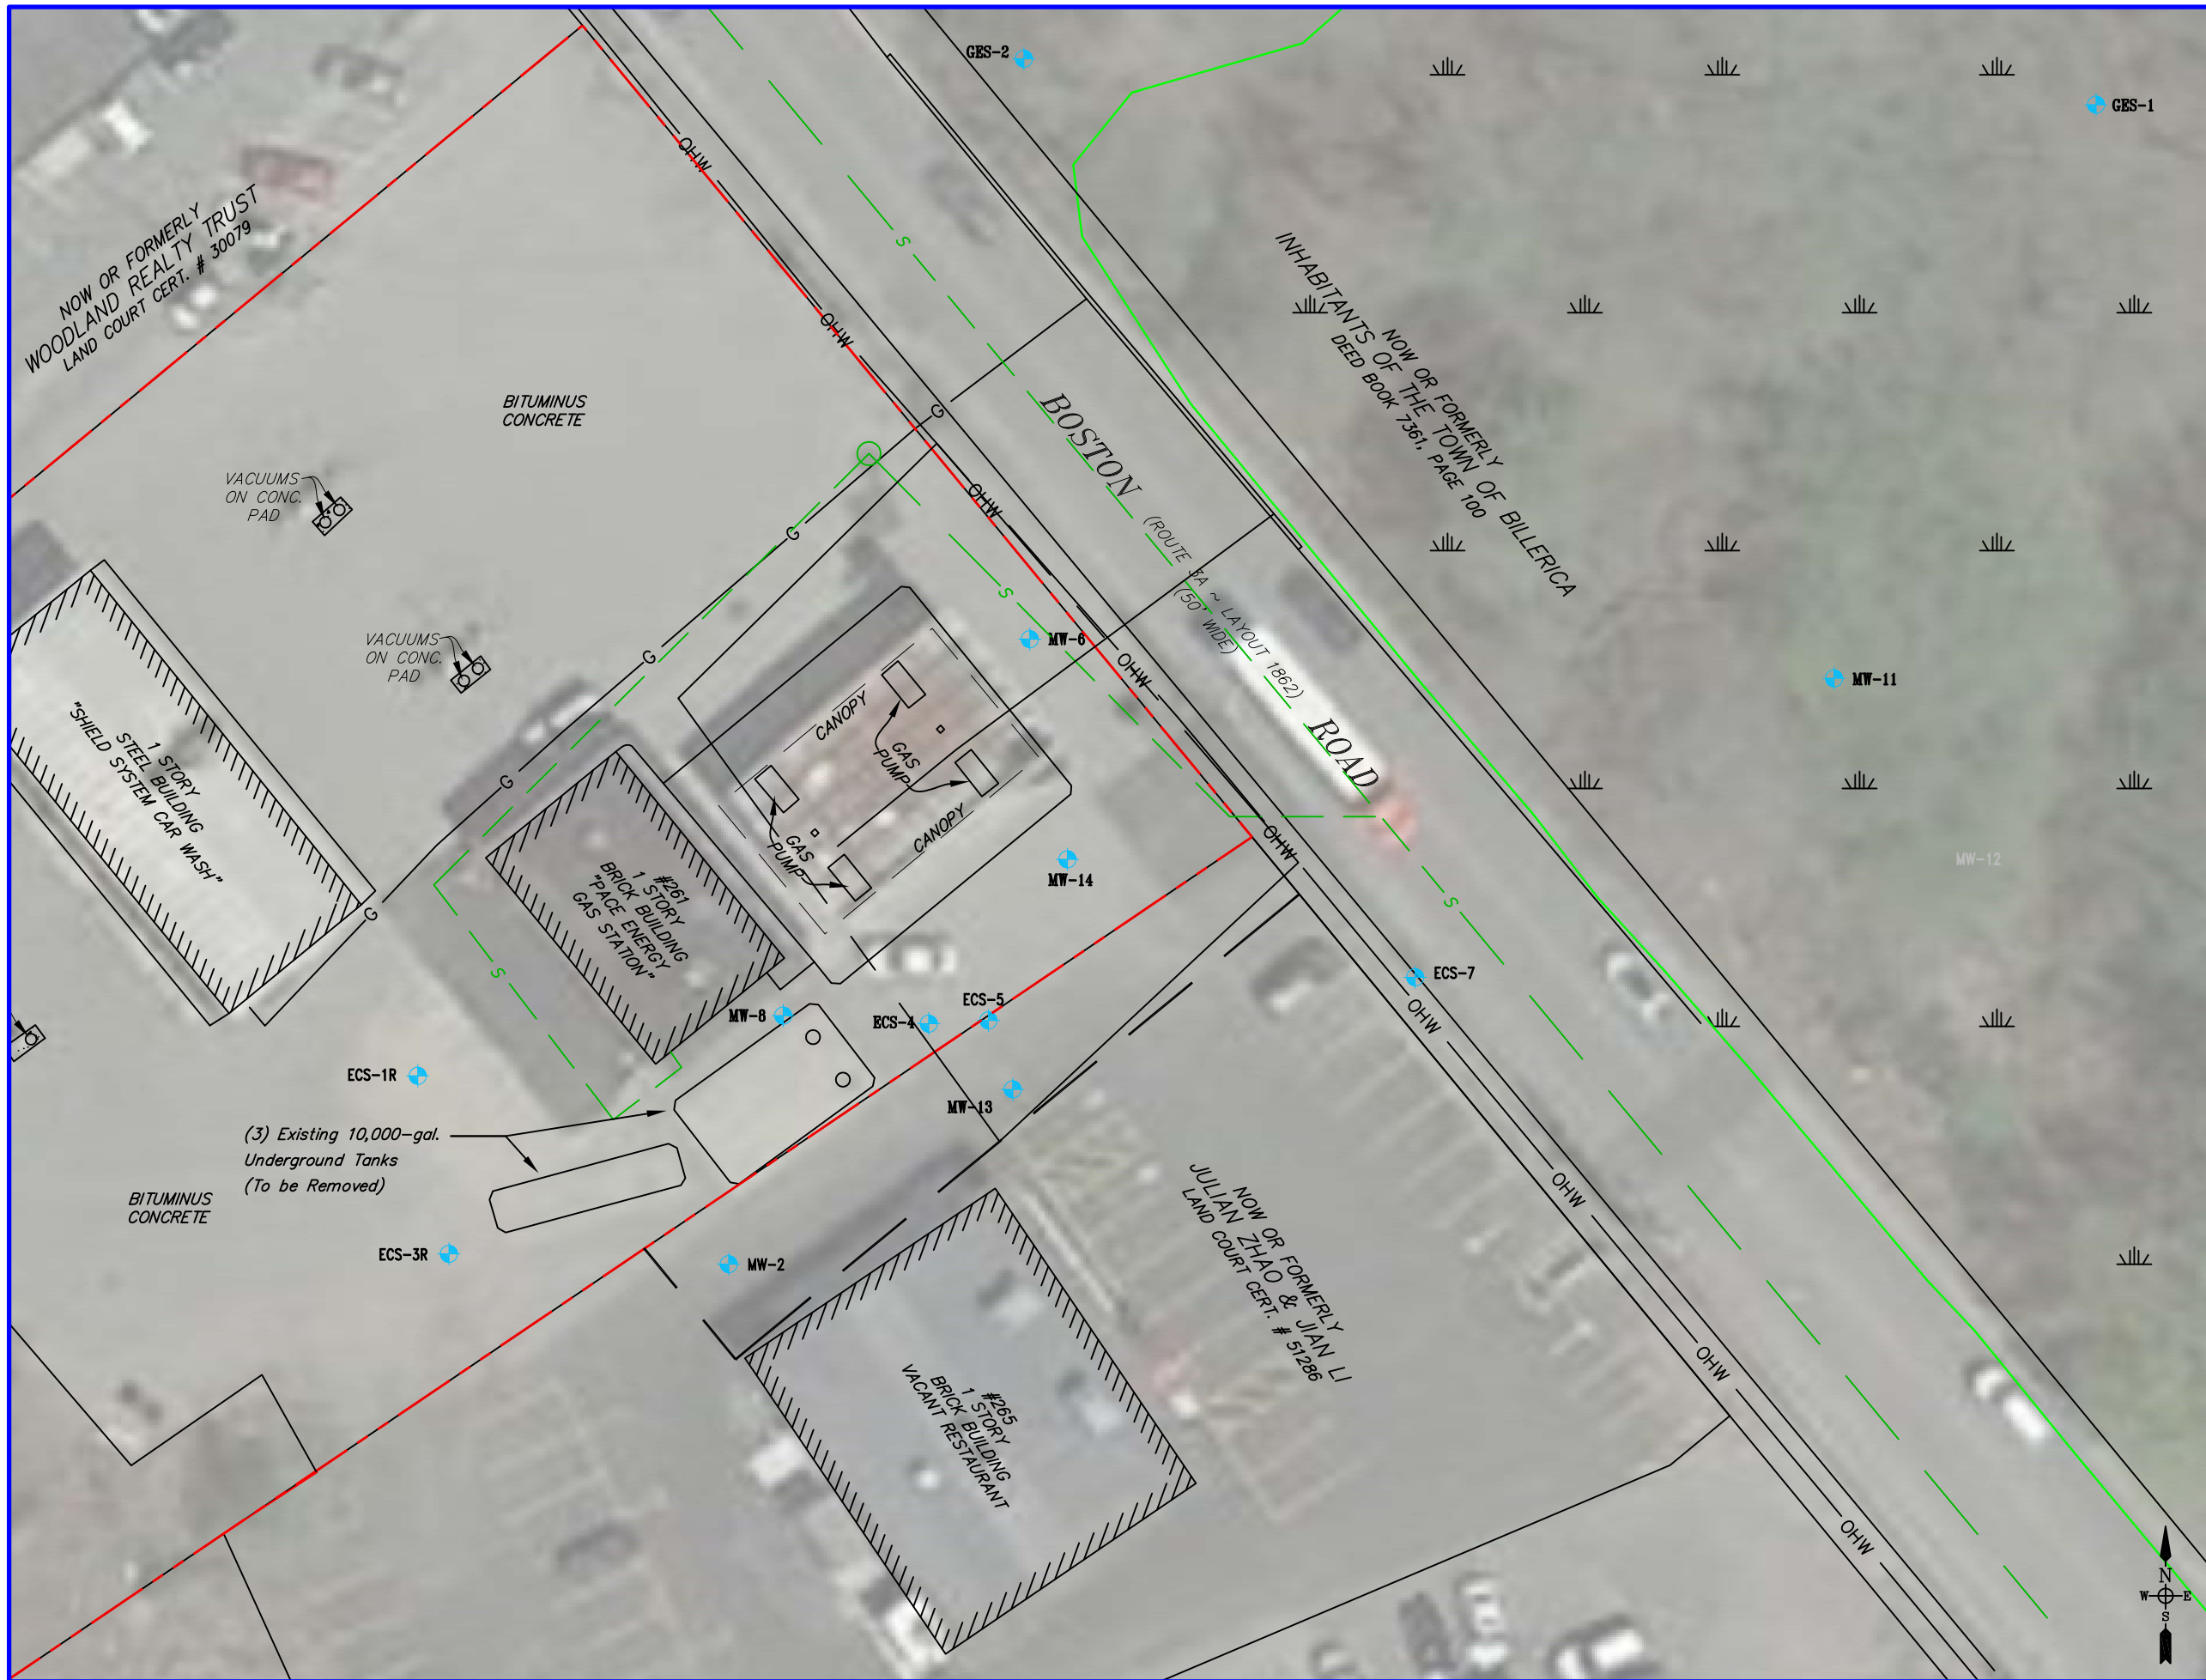 GES-2
GES-1
OHW
NOW OR FORMERLY
WOODLAND REALTY TRUST
LAND COURT CERT. # 30079
S
OHW
NOW OR FORMERLY
INHABITANTS OF THE TOWN OF BILLERICA
DEED BOOK 7361, PAGE 100
BITUMINUS
CONCRETE
G
BOSTON
VACUUMS
ON CONC.
PAD
OHW
G
(ROUTE 3A ~ LAYOUT 1862)
(50' WIDE)
S
MW-6
VACUUMS
ON CONC.
PAD
G
OHW
MW-11
CANOPY
GAS
PUMP
ROAD
G
1 STORY
STEEL BUILDING
"SHIELD SYSTEM CAR WASH"
CANOPY
GAS
PUMP
OHW
MW-14
MW-12
#261
1 STORY
BRICK BUILDING
"PACE ENERGY
GAS STATION"
G
S
S
ECS-7
ECS-5
MW-8
ECS-4
OHW
ECS-1R
MW-13
(3) Existing 10,000-gal.
Underground Tanks
(To be Removed)
BITUMINUS
CONCRETE
OHW
NOW OR FORMERLY
JULIAN ZHAO & JIAN LI
LAND COURT CERT. # 51286
ECS-3R
MW-2
OHW
#265
1 STORY
BRICK BUILDING
VACANT RESTAURANT
OHW
N
W E
S